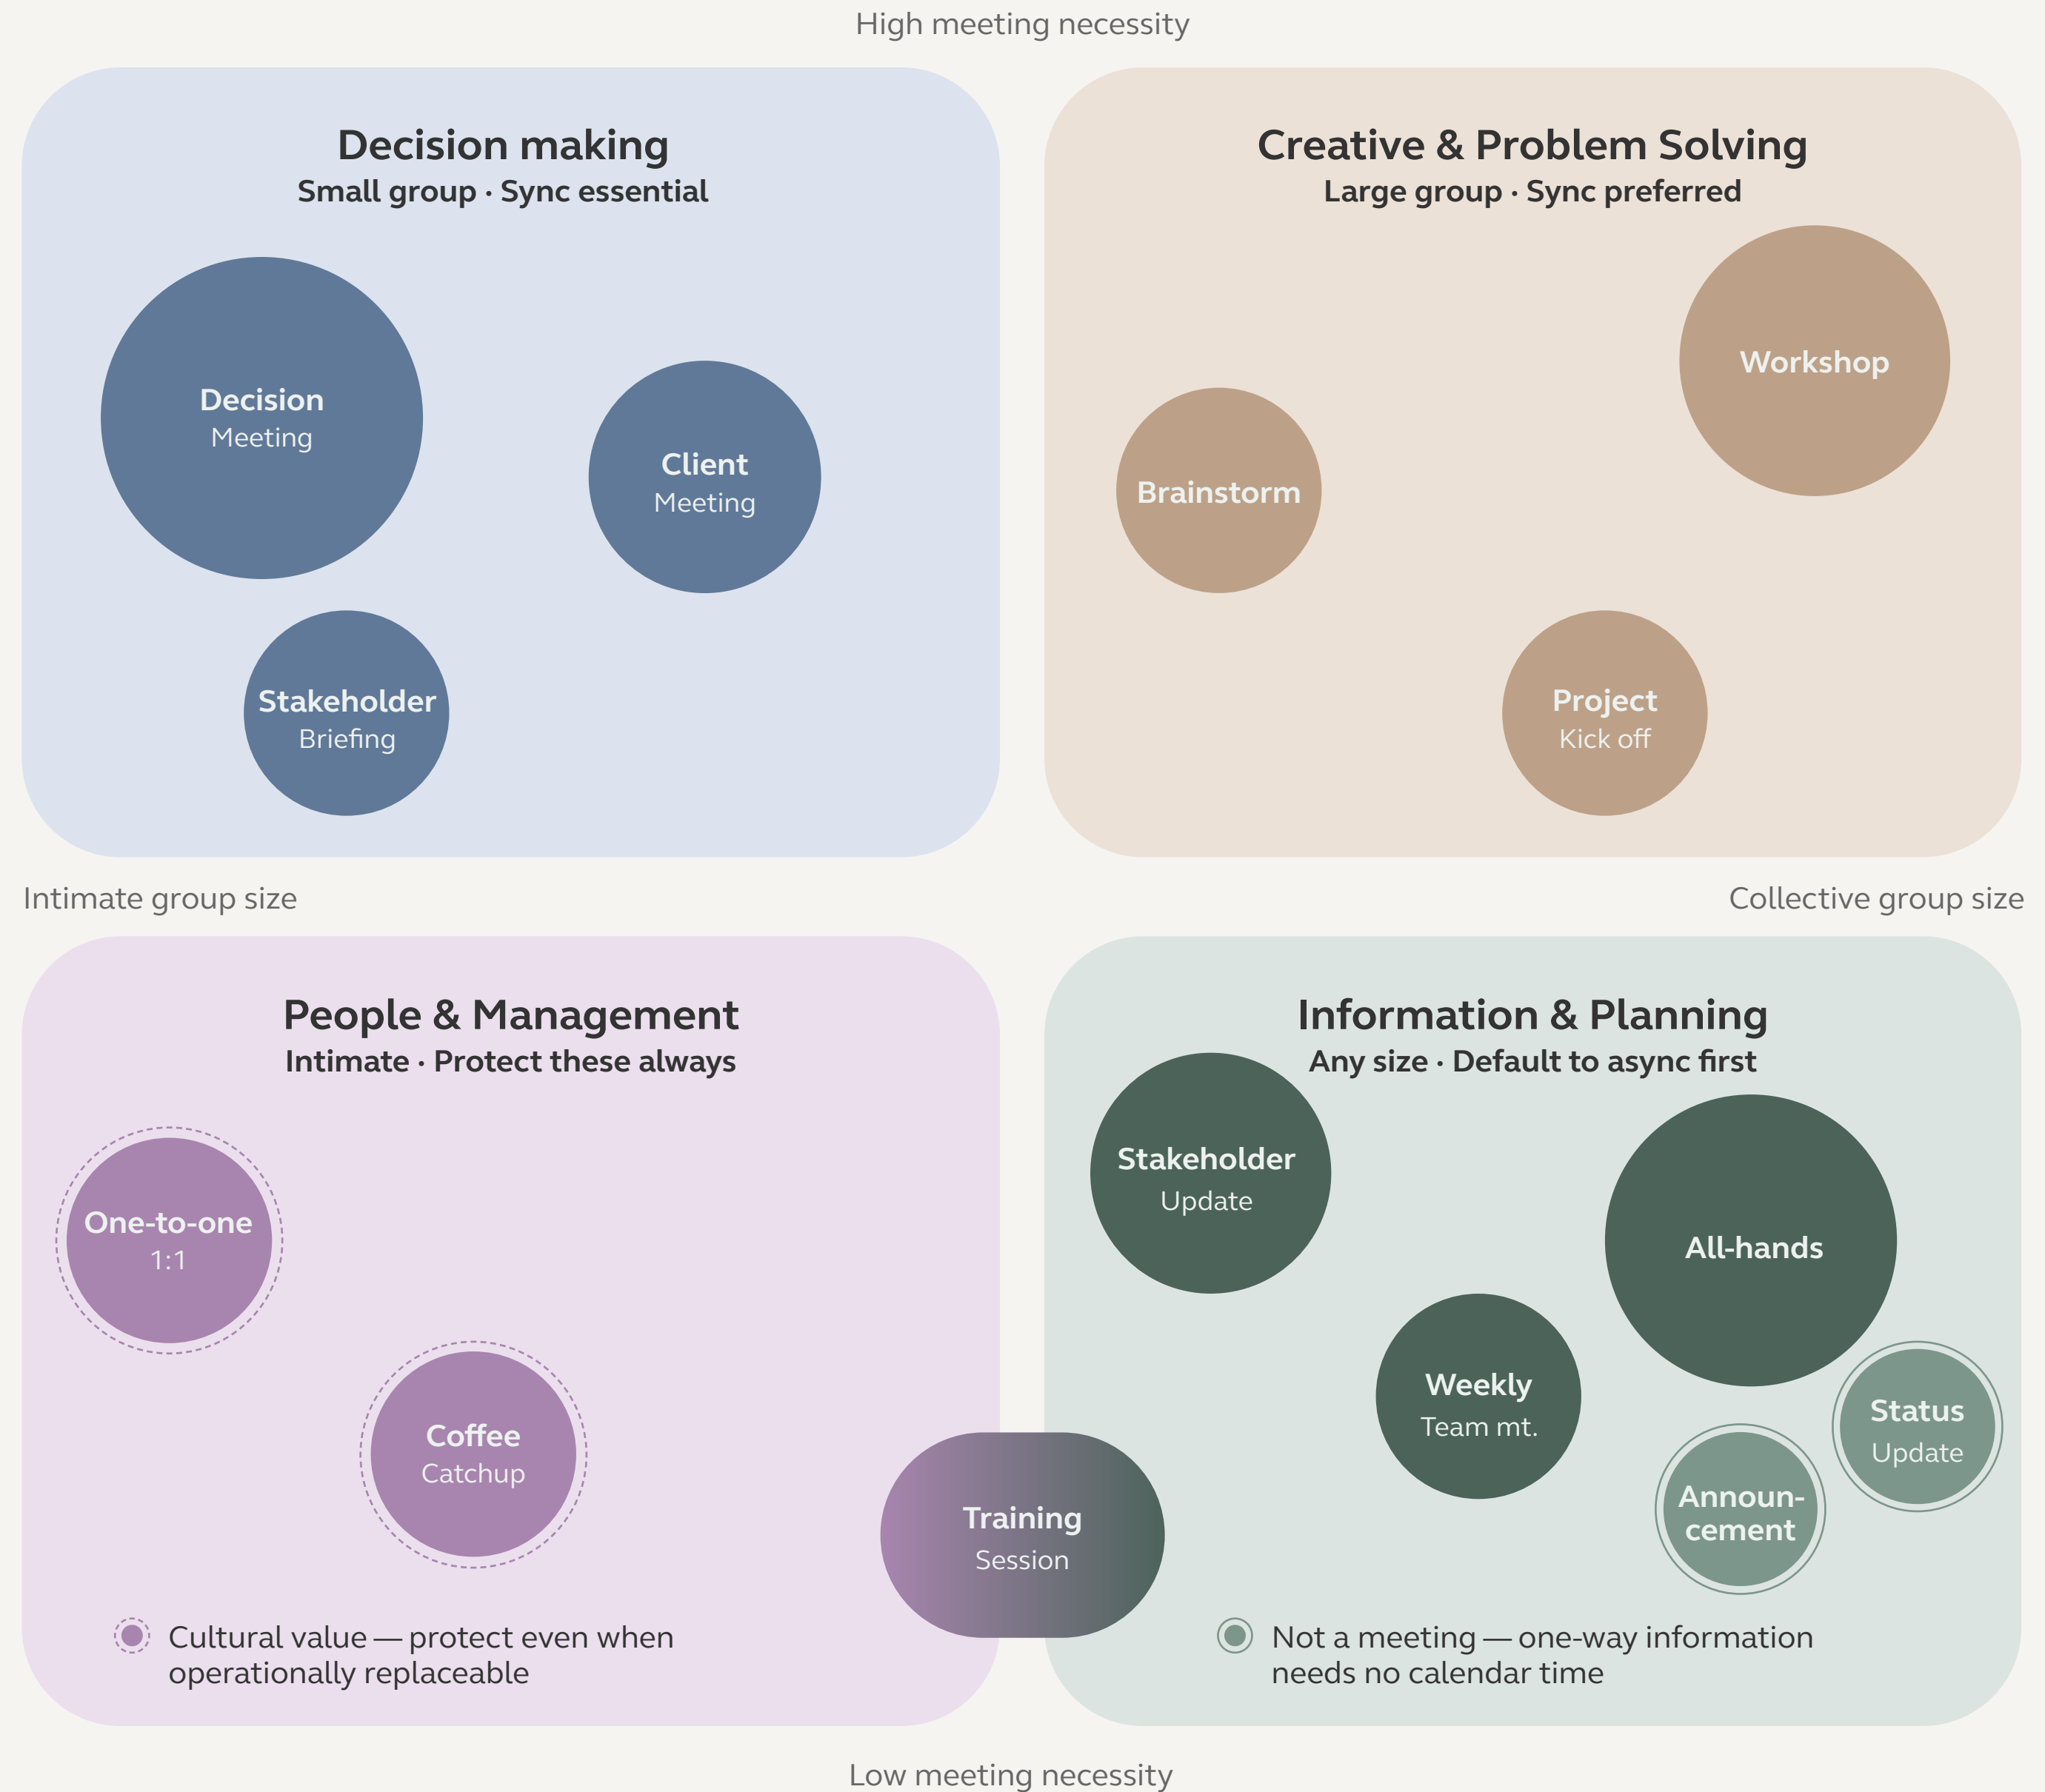 High meeting necessity
Decision making
Small group · Sync essential
Decision
Meeting
Client
Meeting
Stakeholder
Briefing
Creative & Problem Solving
Large group · Sync preferred
Workshop
Brainstorm
Project
Kick off
Intimate group size
Collective group size
People & Management
Intimate · Protect these always
One-to-one
1:1
Coffee
Catchup
Cultural value — protect even when
operationally replaceable
Training
Session
Information & Planning
Any size · Default to async first
Stakeholder
Update
All-hands
Weekly
Team mt.
Status
Update
Announ-
cement
Not a meeting — one-way information
needs no calendar time
Low meeting necessity